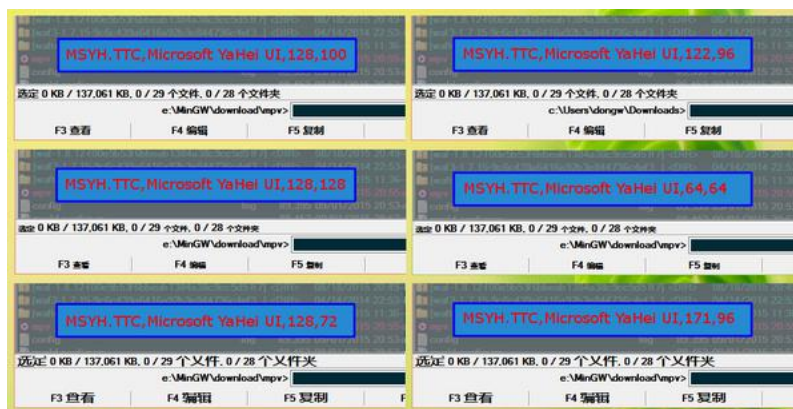 MSYH.TTC,Microsoft YaHei UI,128,100
选定 0 KB / 137,061 KB, 0 / 29 个文件, 0 / 28 个文件夹
e:\MinGW\download\mpv>
F3 查看 F4 编辑 F5 复制
MSYH.TTC,Microsoft YaHei UI,122,96
选定 0 KB / 137,061 KB, 0 / 29 个文件, 0 / 28 个文件夹
c:\Users\dongw\Downloads>
F3 查看 F4 编辑 F5 复制
MSYH.TTC,Microsoft YaHei UI,128,128
config
选定 0 KB / 137,061 KB, 0 / 29 个文件, 0 / 28 个文件夹
e:\MinGW\download\mpv>
F3 查看 F4 编辑 F5 复制
MSYH.TTC,Microsoft YaHei UI,64,64
config
选定 0 KB / 137,061 KB, 0 / 29 个文件, 0 / 28 个文件夹
e:\MinGW\download\mpv>
F3 查看 F4 编辑 F5 复制
MSYH.TTC,Microsoft YaHei UI,128,72
选定 0 KB / 137,061 KB, 0 / 29 个文件, 0 / 28 个文件夹
e:\MinGW\download\mpv>
F3 查看 F4 编辑 F5 复制
MSYH.TTC,Microsoft YaHei UI,171,96
选定 0 KB / 137,061 KB, 0 / 29 个文件, 0 / 28 个文件夹
e:\MinGW\download\mpv>
F3 查看 F4 编辑 F5 复制